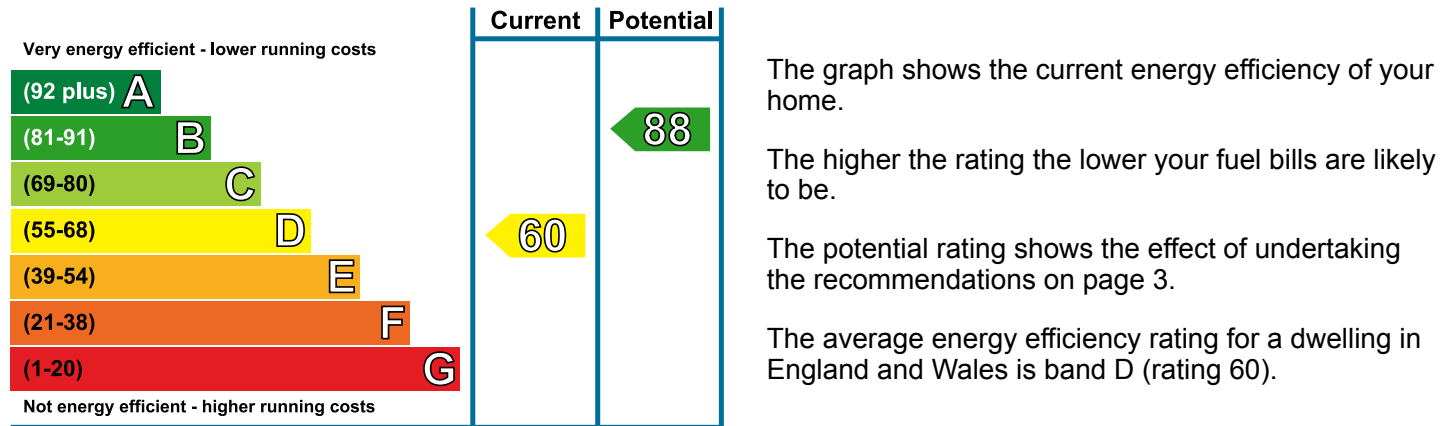 Current Potential
Very energy efficient - lower running costs
(92 plus) A
(81-91) B
88
(69-80) C
(55-68) D
60
(39-54) E
(21-38) F
(1-20) G
Not energy efficient - higher running costs
The graph shows the current energy efficiency of your
home.
The higher the rating the lower your fuel bills are likely
to be.
The potential rating shows the effect of undertaking
the recommendations on page 3.
The average energy efficiency rating for a dwelling in
England and Wales is band D (rating 60).